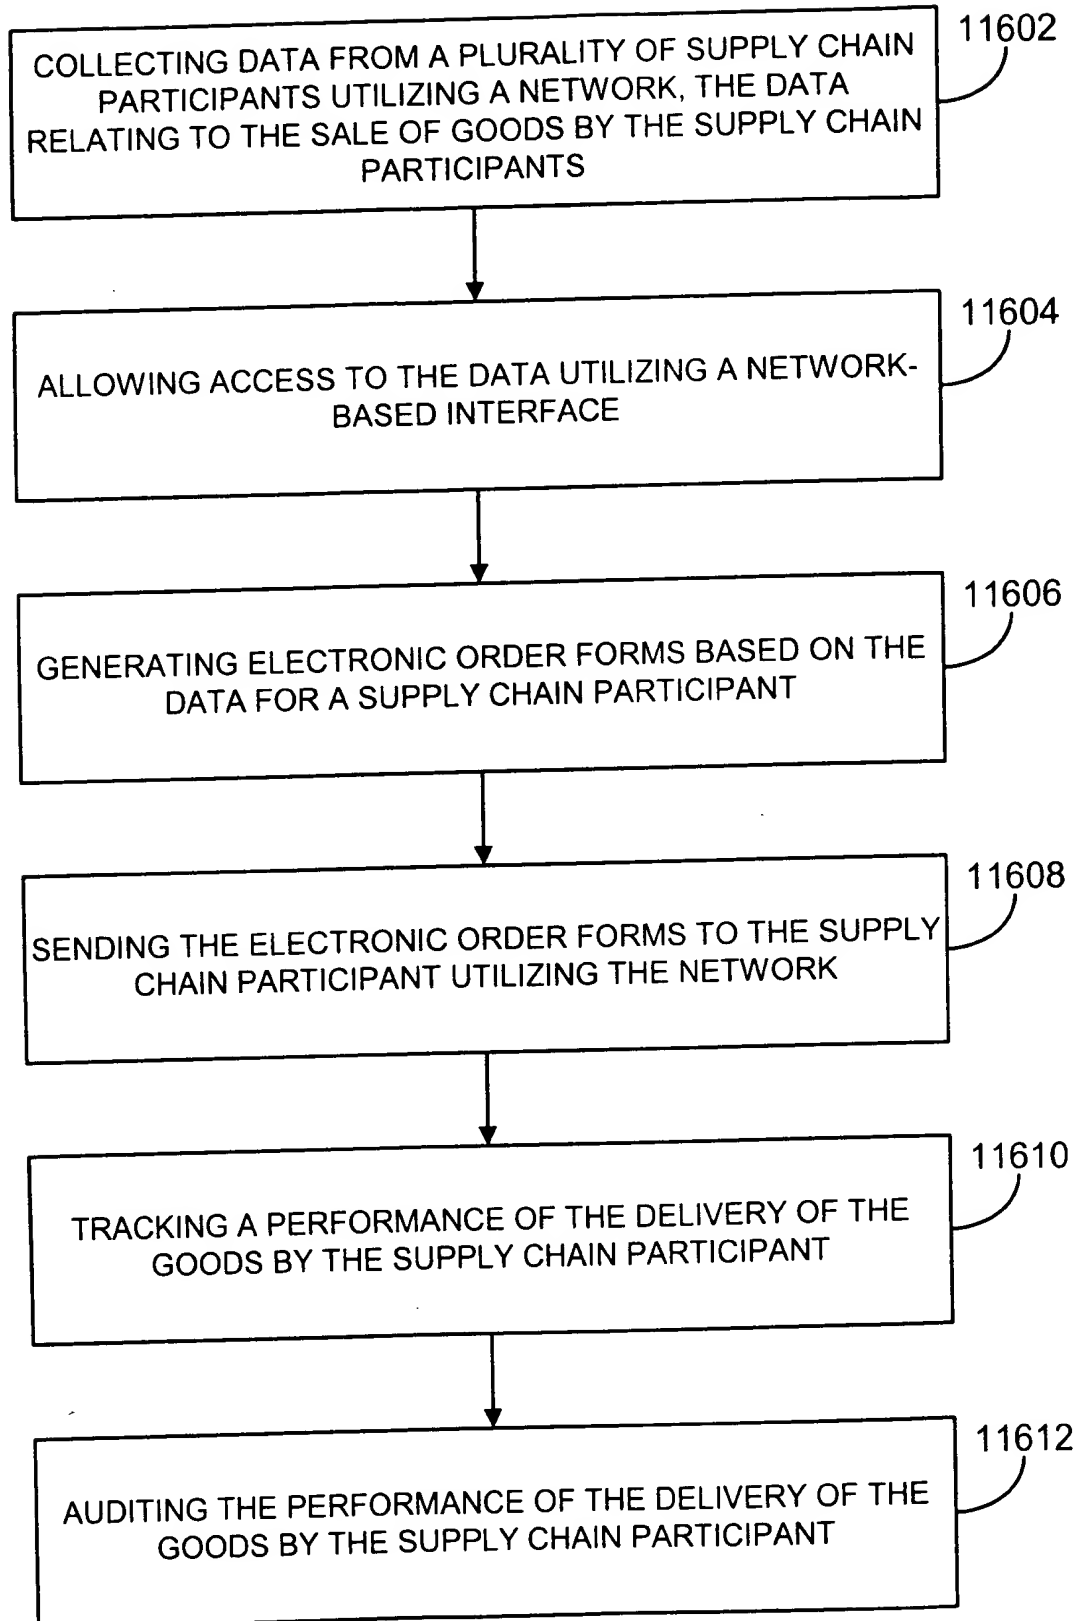 11602
COLLECTING DATA FROM A PLURALITY OF SUPPLY CHAIN
PARTICIPANTS UTILIZING A NETWORK, THE DATA
RELATING TO THE SALE OF GOODS BY THE SUPPLY CHAIN
PARTICIPANTS
11604
ALLOWING ACCESS TO THE DATA UTILIZING A NETWORK-
BASED INTERFACE
11606
GENERATING ELECTRONIC ORDER FORMS BASED ON THE
DATA FOR A SUPPLY CHAIN PARTICIPANT
11608
SENDING THE ELECTRONIC ORDER FORMS TO THE SUPPLY
CHAIN PARTICIPANT UTILIZING THE NETWORK
11610
TRACKING A PERFORMANCE OF THE DELIVERY OF THE
GOODS BY THE SUPPLY CHAIN PARTICIPANT
11612
AUDITING THE PERFORMANCE OF THE DELIVERY OF THE
GOODS BY THE SUPPLY CHAIN PARTICIPANT